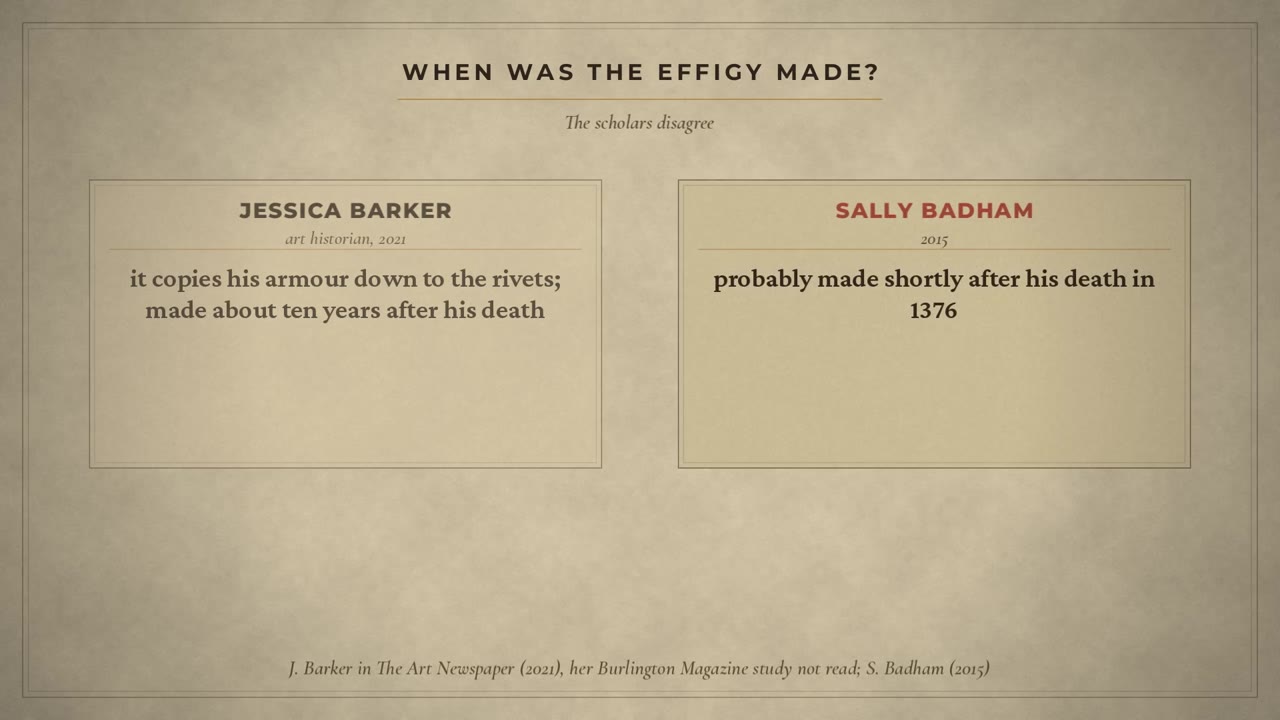 WHEN WAS THE EFFIGY MADE?
The scholars disagree
JESSICA BARKER
art historian, 2021
it copies his armour down to the rivets;
made about ten years after his death
SALLY BADHAM
2015
probably made shortly after his death in
1376
J. Barker in The Art Newspaper (2021), her Burlington Magazine study not read; S. Badham (2015)